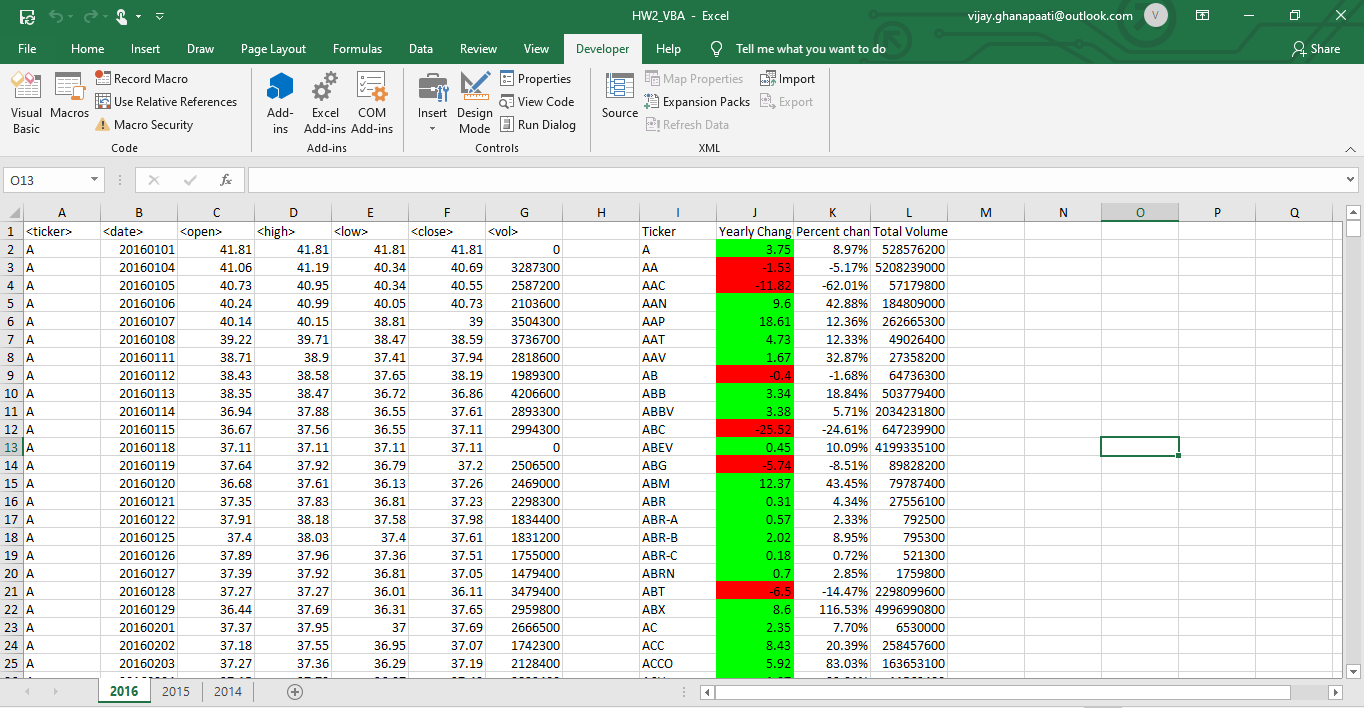 HW2_VBA - Excel
vijay.ghanapaati@outlook.com V
File Home Insert Draw Page Layout Formulas Data Review View Developer Help Tell me what you want to do Share
Visual Basic
Macros
Record Macro
Use Relative References
Macro Security
Code
Add-ins
Excel Add-ins
COM Add-ins
Add-ins
Insert
Design Mode
Properties
View Code
Run Dialog
Controls
Source
Map Properties
Expansion Packs
Refresh Data
Import
Export
XML
O13 fx
A B C D E F G H I J K L M N O P Q
1 <ticker> <date> <open> <high> <low> <close> <vol> Ticker Yearly Chang Percent chan Total Volume
2 A 20160101 41.81 41.81 41.81 41.81 0 A 3.75 8.97% 528576200
3 A 20160104 41.06 41.19 40.34 40.69 3287300 AA -1.53 -5.17% 5208239000
4 A 20160105 40.73 40.95 40.34 40.55 2587200 AAC -11.82 -62.01% 57179800
5 A 20160106 40.24 40.99 40.05 40.73 2103600 AAN 9.6 42.88% 184809000
6 A 20160107 40.14 40.15 38.81 39 3504300 AAP 18.61 12.36% 262665300
7 A 20160108 39.22 39.71 38.47 38.59 3736700 AAT 4.73 12.33% 49026400
8 A 20160111 38.71 38.9 37.41 37.94 2818600 AAV 1.67 32.87% 27358200
9 A 20160112 38.43 38.58 37.65 38.19 1989300 AB -0.4 -1.68% 64736300
10 A 20160113 38.35 38.47 36.72 36.86 4206600 ABB 3.34 18.84% 503779400
11 A 20160114 36.94 37.88 36.55 37.61 2893300 ABBV 3.38 5.71% 2034231800
12 A 20160115 36.67 37.56 36.55 37.11 2994300 ABC -25.52 -24.61% 647239900
13 A 20160118 37.11 37.11 37.11 37.11 0 ABEV 0.45 10.09% 4199335100
14 A 20160119 37.64 37.92 36.79 37.2 2506500 ABG -5.74 -8.51% 89828200
15 A 20160120 36.68 37.61 36.13 37.26 2469000 ABM 12.37 43.45% 79787400
16 A 20160121 37.35 37.83 36.81 37.23 2298300 ABR 0.31 4.34% 27556100
17 A 20160122 37.91 38.18 37.58 37.98 1834400 ABR-A 0.57 2.33% 792500
18 A 20160125 37.4 38.03 37.4 37.61 1831200 ABR-B 2.02 8.95% 795300
19 A 20160126 37.89 37.96 37.36 37.51 1755000 ABR-C 0.18 0.72% 521300
20 A 20160127 37.39 37.92 36.81 37.05 1479400 ABRN 0.7 2.85% 1759800
21 A 20160128 37.27 37.27 36.01 36.11 3479400 ABT -6.5 -14.47% 2298099600
22 A 20160129 36.44 37.69 36.31 37.65 2959800 ABX 8.6 116.53% 4996990800
23 A 20160201 37.37 37.95 37 37.69 2666500 AC 2.35 7.70% 6530000
24 A 20160202 37.18 37.55 36.95 37.07 1742300 ACC 8.43 20.39% 258457600
25 A 20160203 37.27 37.36 36.29 37.19 2128400 ACCO 5.92 83.03% 163653100
2016 2015 2014